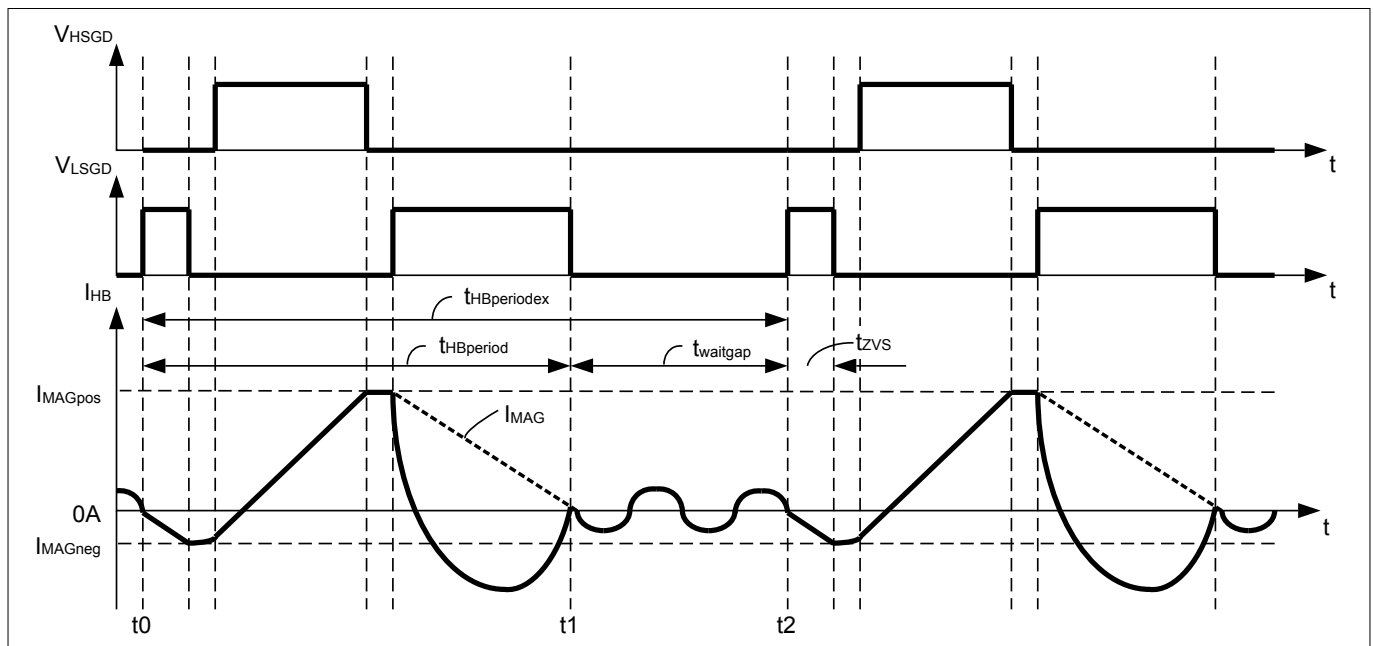 VHSGD
t
VLSGD
t
IHB
tHBperiodex
tHBperiod
twaitgap
tZVS
IMAGpos
IMAG
0A
t
IMAGneg
t0
t1
t2